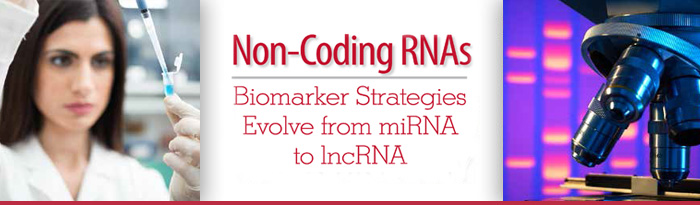 Non-Coding RNAs
Biomarker Strategies
Evolve from miRNA
to lncRNA